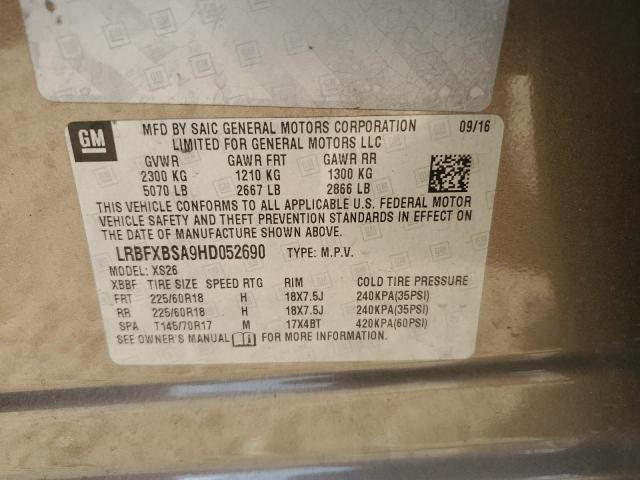 GM
MFD BY SAIC GENERAL MOTORS CORPORATION 09/16
LIMITED FOR GENERAL MOTORS LLC
GVWR GAWR FRT GAWR RR
2300 KG 1210 KG 1300 KG
5070 LB 2667 LB 2866 LB
THIS VEHICLE CONFORMS TO ALL APPLICABLE U.S. FEDERAL MOTOR
VEHICLE SAFETY AND THEFT PREVENTION STANDARDS IN EFFECT ON
THE DATE OF MANUFACTURE SHOWN ABOVE.
LRBFXBSA9HD052690 TYPE: M.P.V.
MODEL: XS26
XBBF TIRE SIZE SPEED RTG RIM COLD TIRE PRESSURE
FRT 225/60R18 H 18X7.5J 240KPA(35PSI)
RR 225/60R18 H 18X7.5J 240KPA(35PSI)
SPA T145/70R17 M 17X4BT 420KPA(60PSI)
SEE OWNER'S MANUAL FOR MORE INFORMATION.